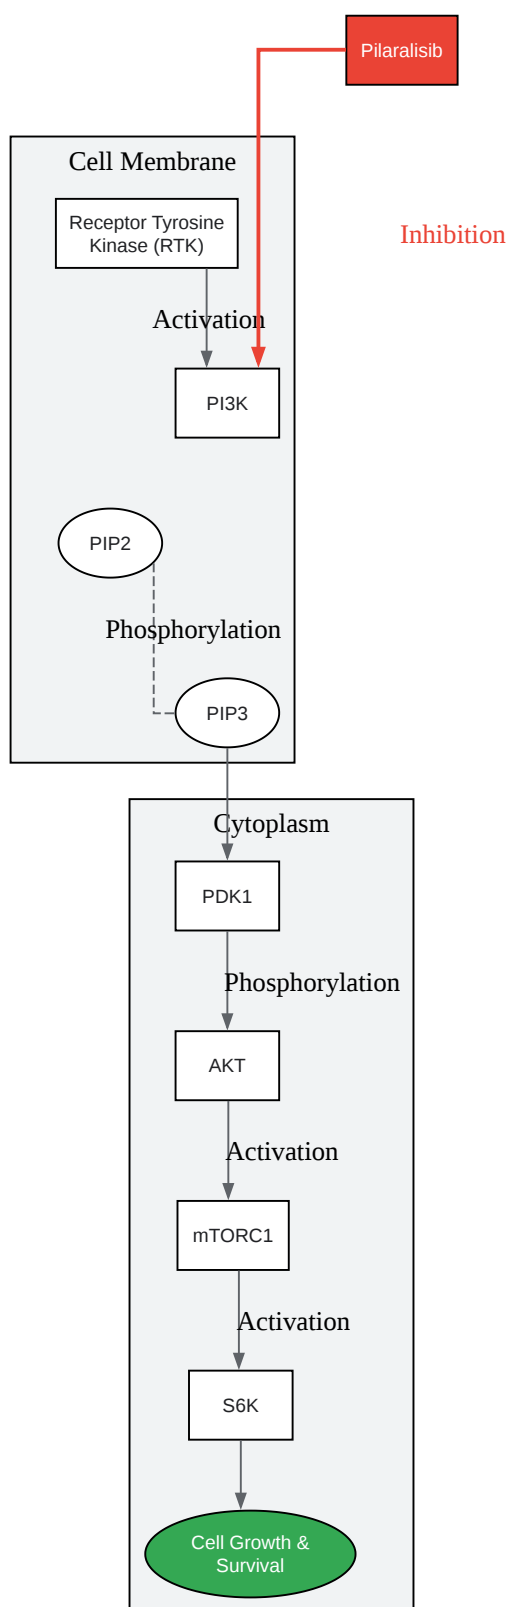 Pilaralisib
Cell Membrane
Receptor Tyrosine
Kinase (RTK)
Inhibition
Activation
PI3K
PIP2
Phosphorylation
PIP3
Cytoplasm
PDK1
Phosphorylation
AKT
Activation
mTORC1
Activation
S6K
Cell Growth &
Survival